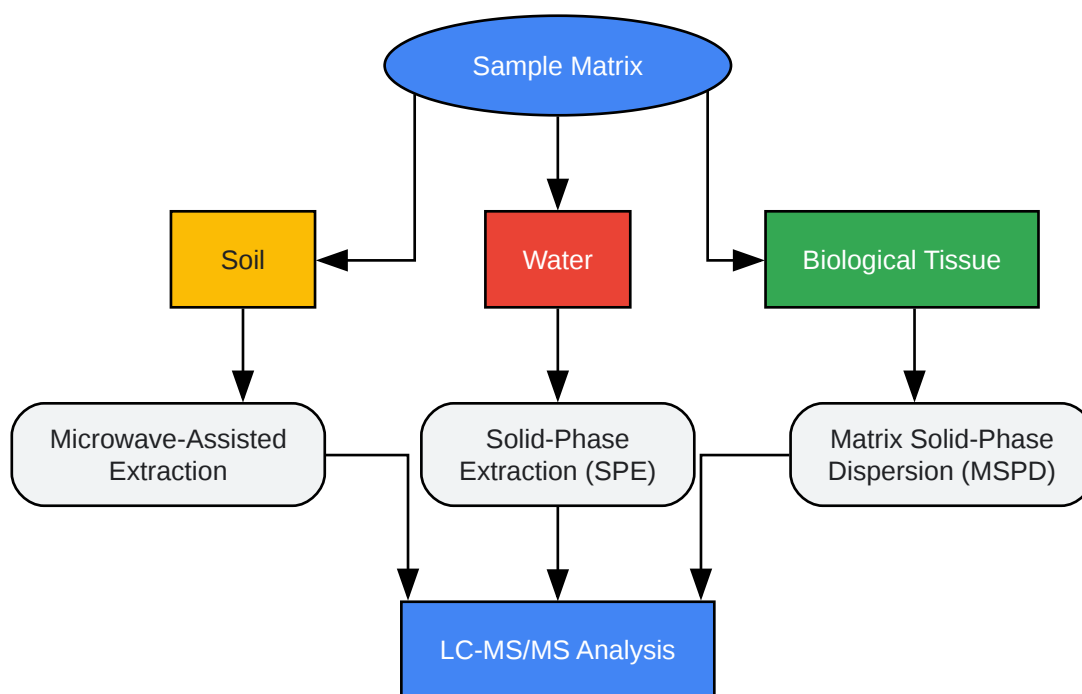 Sample Matrix
Soil
Water
Biological Tissue
Microwave-Assisted
Extraction
Solid-Phase
Extraction (SPE)
Matrix Solid-Phase
Dispersion (MSPD)
LC-MS/MS Analysis